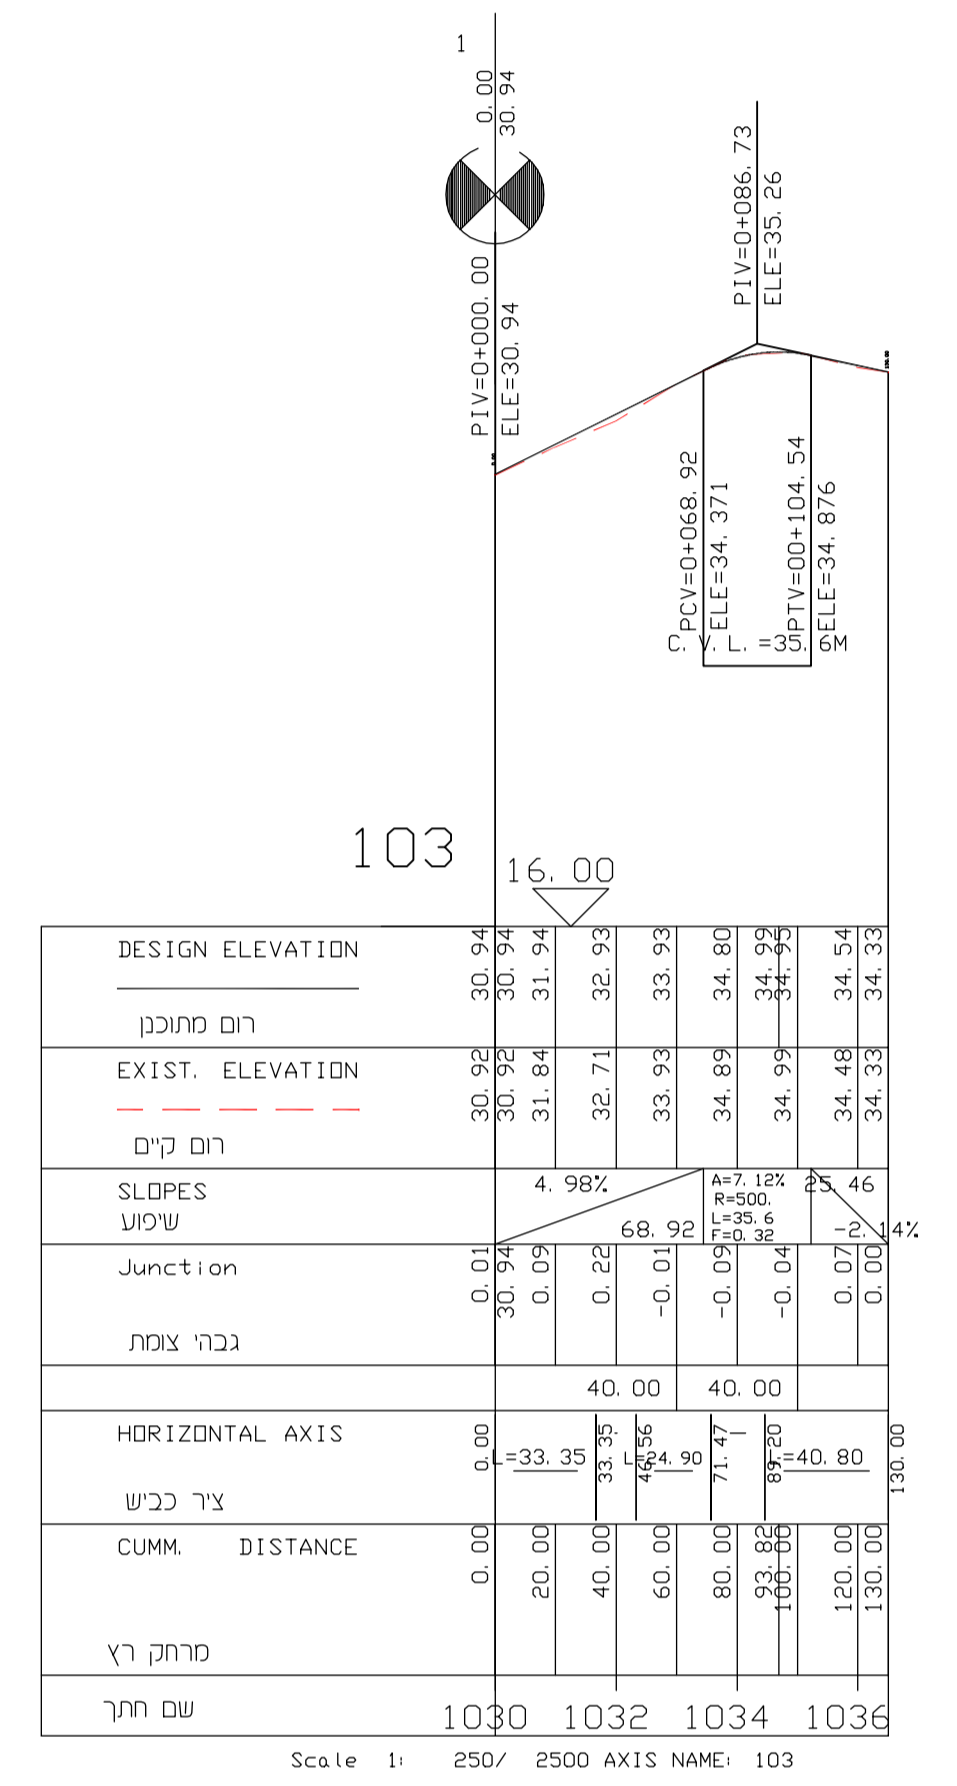 1
0.00
30.94
PIV=0+000.00
ELE=30.94
PIV=0+086.73
ELE=35.26
PCV=0+068.92
ELE=34.371
PTV=00+104.54
ELE=34.876
C.V.L.=35.6M
103
16.00
DESIGN ELEVATION
רום מתוכנן
30.94 30.94 31.94 32.93 33.93 34.80 34.99 34.95 34.54 34.33
EXIST. ELEVATION
רום קיים
30.92 30.92 31.84 32.71 33.93 34.89 34.99 34.48 34.33
SLOPES
שיפוע
4.98%
68.92
A=7.12%
R=500.
L=35.6
F=0.32
25.46
-2.14%
Junction
גבהי צומת
0.01 30.94 0.09 0.22 -0.01 -0.09 -0.04 0.07 0.00
40.00 40.00
HORIZONTAL AXIS
ציר כביש
0.00 L=33.35 33.35 L=24.90 46.56 71.47 89.20 L=40.80 130.00
CUMM. DISTANCE
מרחק רץ
0.00 20.00 40.00 60.00 80.00 93.82 100.00 120.00 130.00
שם חתך
1030 1032 1034 1036
Scale 1: 250/ 2500 AXIS NAME: 103